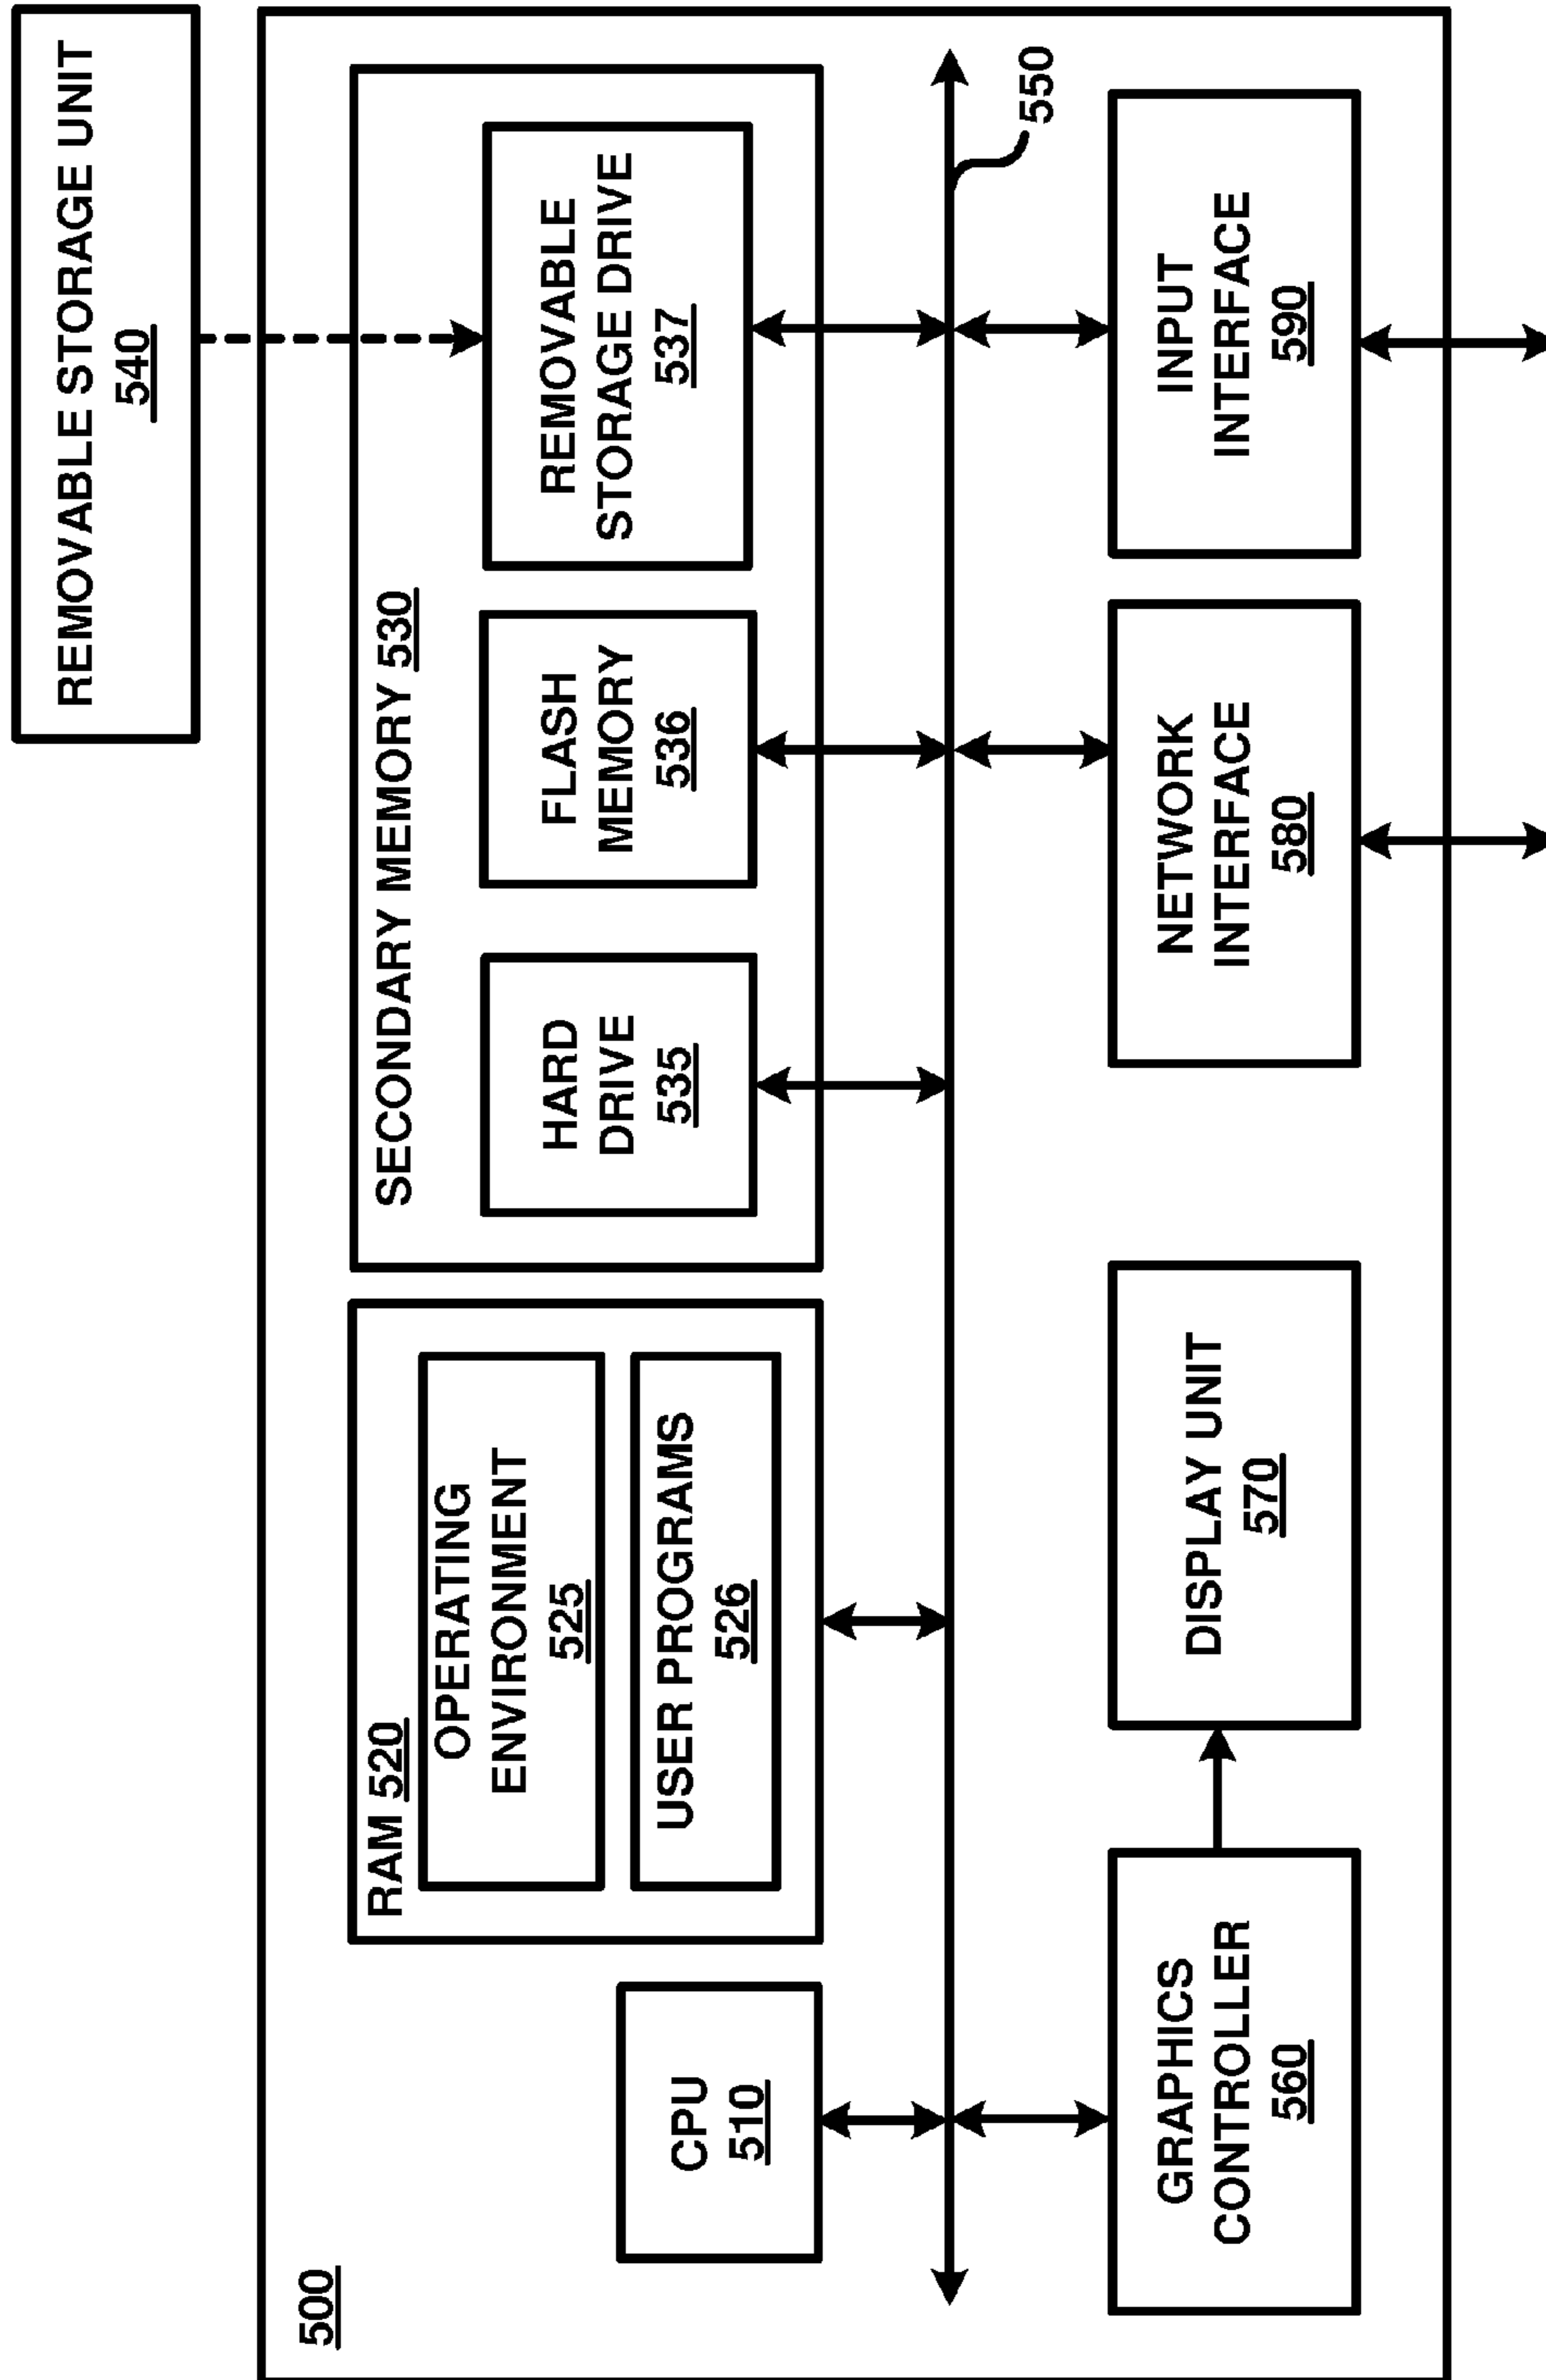 REMOVABLE STORAGE UNIT
540
500
RAM 520
OPERATING
ENVIRONMENT
525
USER PROGRAMS
526
SECONDARY MEMORY 530
HARD
DRIVE
535
FLASH
MEMORY
536
REMOVABLE
STORAGE DRIVE
537
CPU
510
550
GRAPHICS
CONTROLLER
560
DISPLAY UNIT
570
NETWORK
INTERFACE
580
INPUT
INTERFACE
590